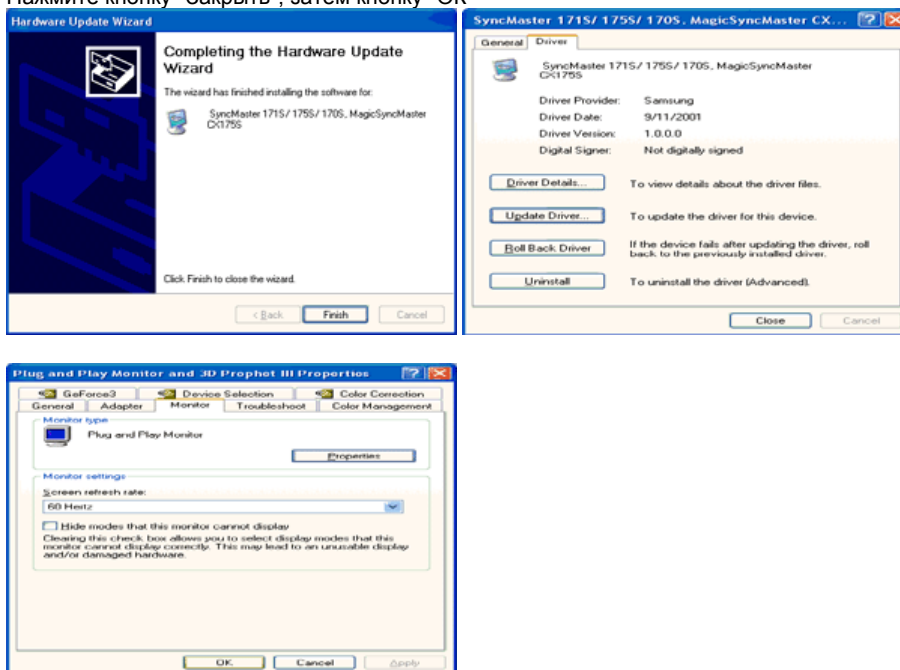 Нажмите кнопку "Закрыть", затем кнопку "OK"
Hardware Update Wizard
Completing the Hardware Update
Wizard
The wizard has finished installing the software for:
SyncMaster 171S/ 175S/ 170S, MagicSyncMaster
CX175S
Click Finish to close the wizard.
< Back
Finish
Cancel
SyncMaster 171S/ 175S/ 170S, MagicSyncMaster CX...
General
Driver
SyncMaster 171S/ 175S/ 170S, MagicSyncMaster
CX175S
Driver Provider: Samsung
Driver Date: 9/11/2001
Driver Version: 1.0.0.0
Digital Signer: Not digitally signed
Driver Details... To view details about the driver files.
Update Driver... To update the driver for this device.
Roll Back Driver If the device fails after updating the driver, roll
back to the previously installed driver.
Uninstall To uninstall the driver (Advanced).
Close
Cancel
Plug and Play Monitor and 3D Prophet III Properties
GeForce3 Device Selection Color Correction
General Adapter Monitor Troubleshoot Color Management
Monitor type
Plug and Play Monitor
Properties
Monitor settings
Screen refresh rate:
60 Hertz
Hide modes that this monitor cannot display
Clearing this check box allows you to select display modes that this
monitor cannot display correctly. This may lead to an unusable display
and/or damaged hardware.
OK
Cancel
Apply